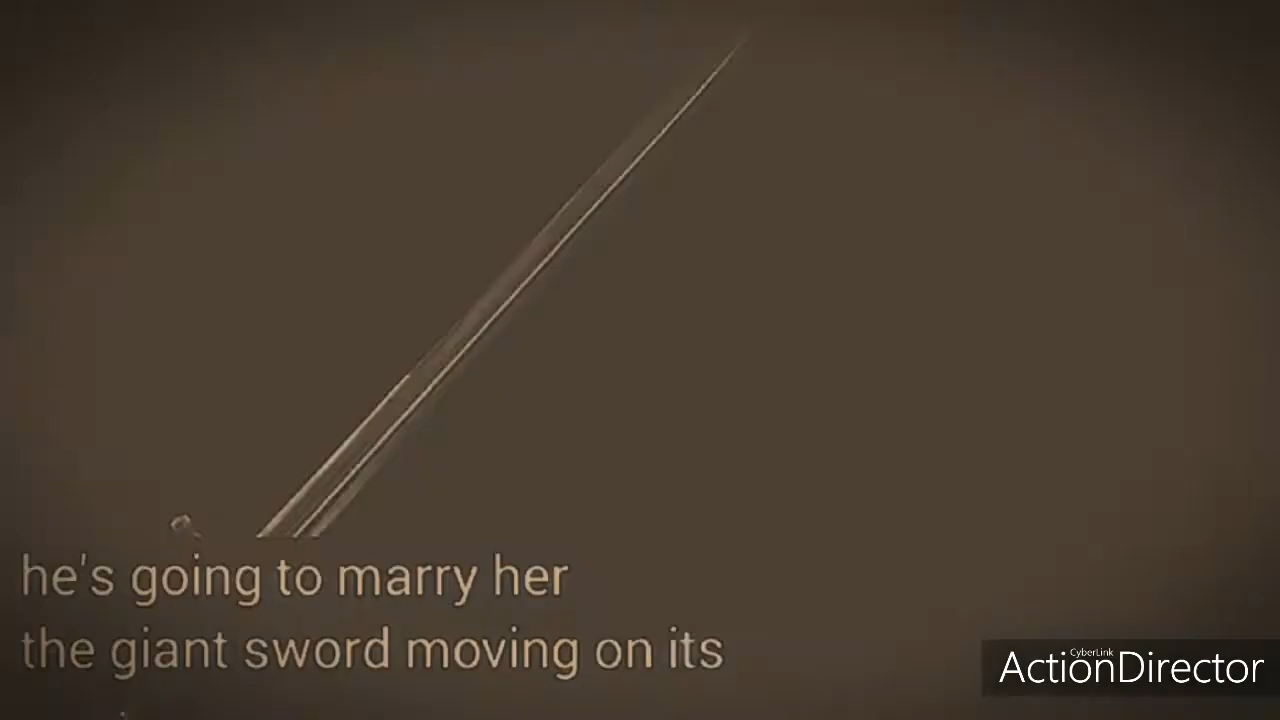 he's going to marry her
the giant sword moving on its
CyberLink
ActionDirector